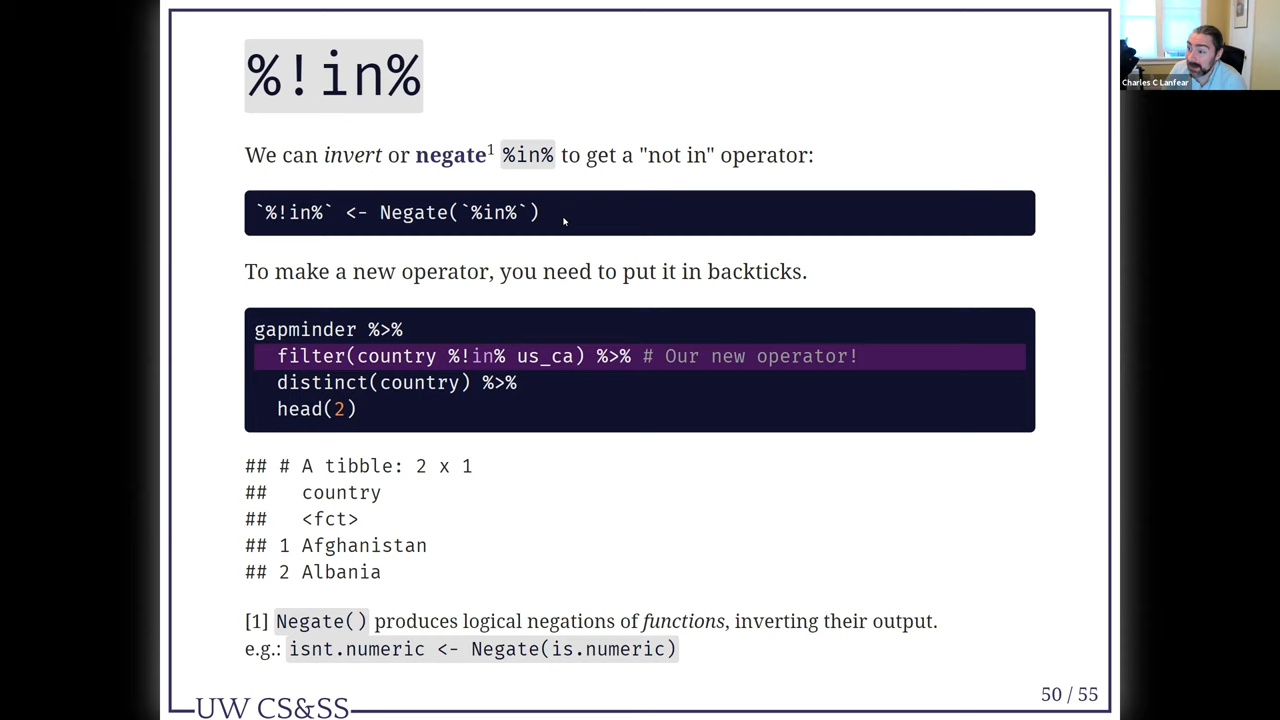 %!in%
Charles C Lanfear
We can invert or negate1 %in% to get a "not in" operator:
`%!in%` <- Negate(`%in%`)
To make a new operator, you need to put it in backticks.
gapminder %>%
filter(country %!in% us_ca) %>% # Our new operator!
distinct(country) %>%
head(2)
## # A tibble: 2 x 1
## country
## <fct>
## 1 Afghanistan
## 2 Albania
[1] Negate() produces logical negations of functions, inverting their output.
e.g.: isnt.numeric <- Negate(is.numeric)
UW CS&SS
50 / 55